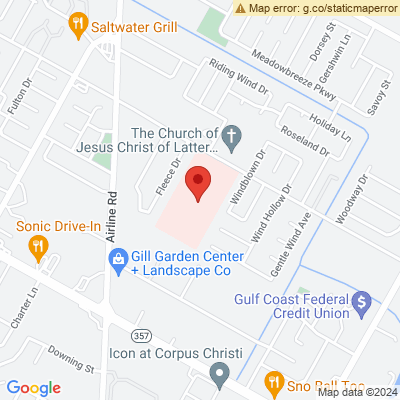 Map error: g.co/staticmaperror
Saltwater Grill
Dorsey St
Gershwin Ln
Meadowbreeze Pkwy
Savoy St
Riding Wind Dr
Fulton Dr
Holiday Ln
Roseland Dr
The Church of
Jesus Christ of Latter...
Fleece Dr
Windblown Dr
Airline Rd
Wind Hollow Dr
Woodway Dr
Sonic Drive-In
Gentle Wind Ave
Gill Garden Center
+ Landscape Co
Charter Ln
Gulf Coast Federal
Credit Union
357
Downing St
Icon at Corpus Christi
Sno Ball Too
Google
Map data ©2024